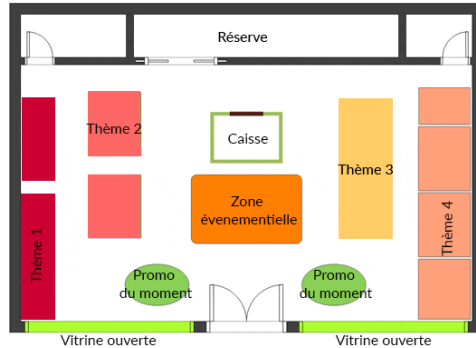 Réserve
Thème 2
Caisse
Thème 3
Zone
évenementielle
Thème 1
Thème 4
Promo
du moment
Promo
du moment
Vitrine ouverte
Vitrine ouverte